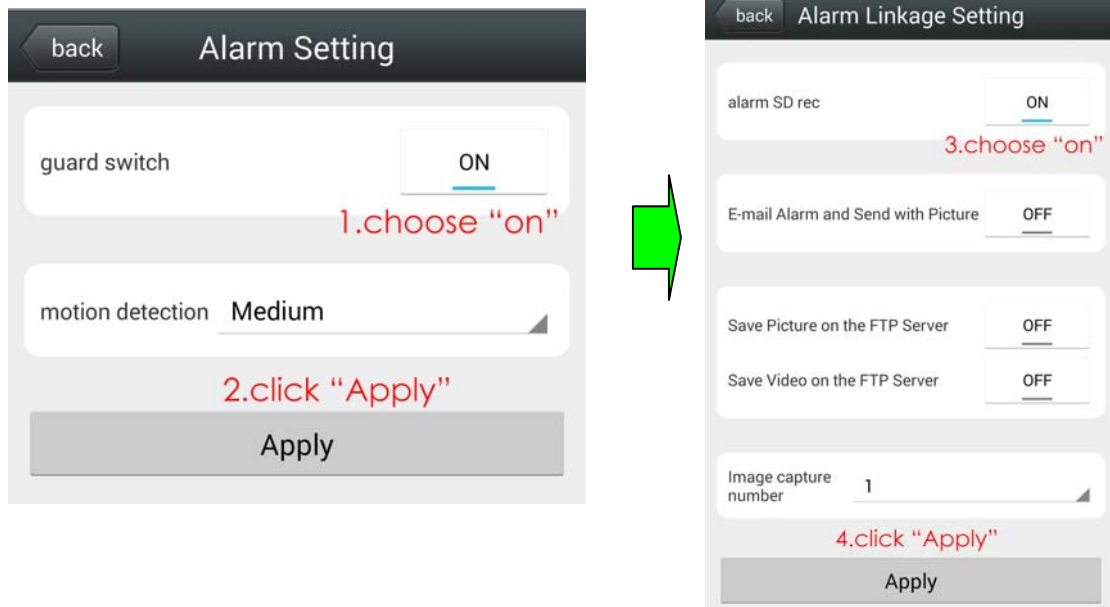 back Alarm Setting
guard switch ON
1.choose “on”
motion detection Medium
2.click “Apply”
Apply
back Alarm Linkage Setting
alarm SD rec ON
3.choose “on”
E-mail Alarm and Send with Picture OFF
Save Picture on the FTP Server OFF
Save Video on the FTP Server OFF
Image capture
number 1
4.click “Apply”
Apply